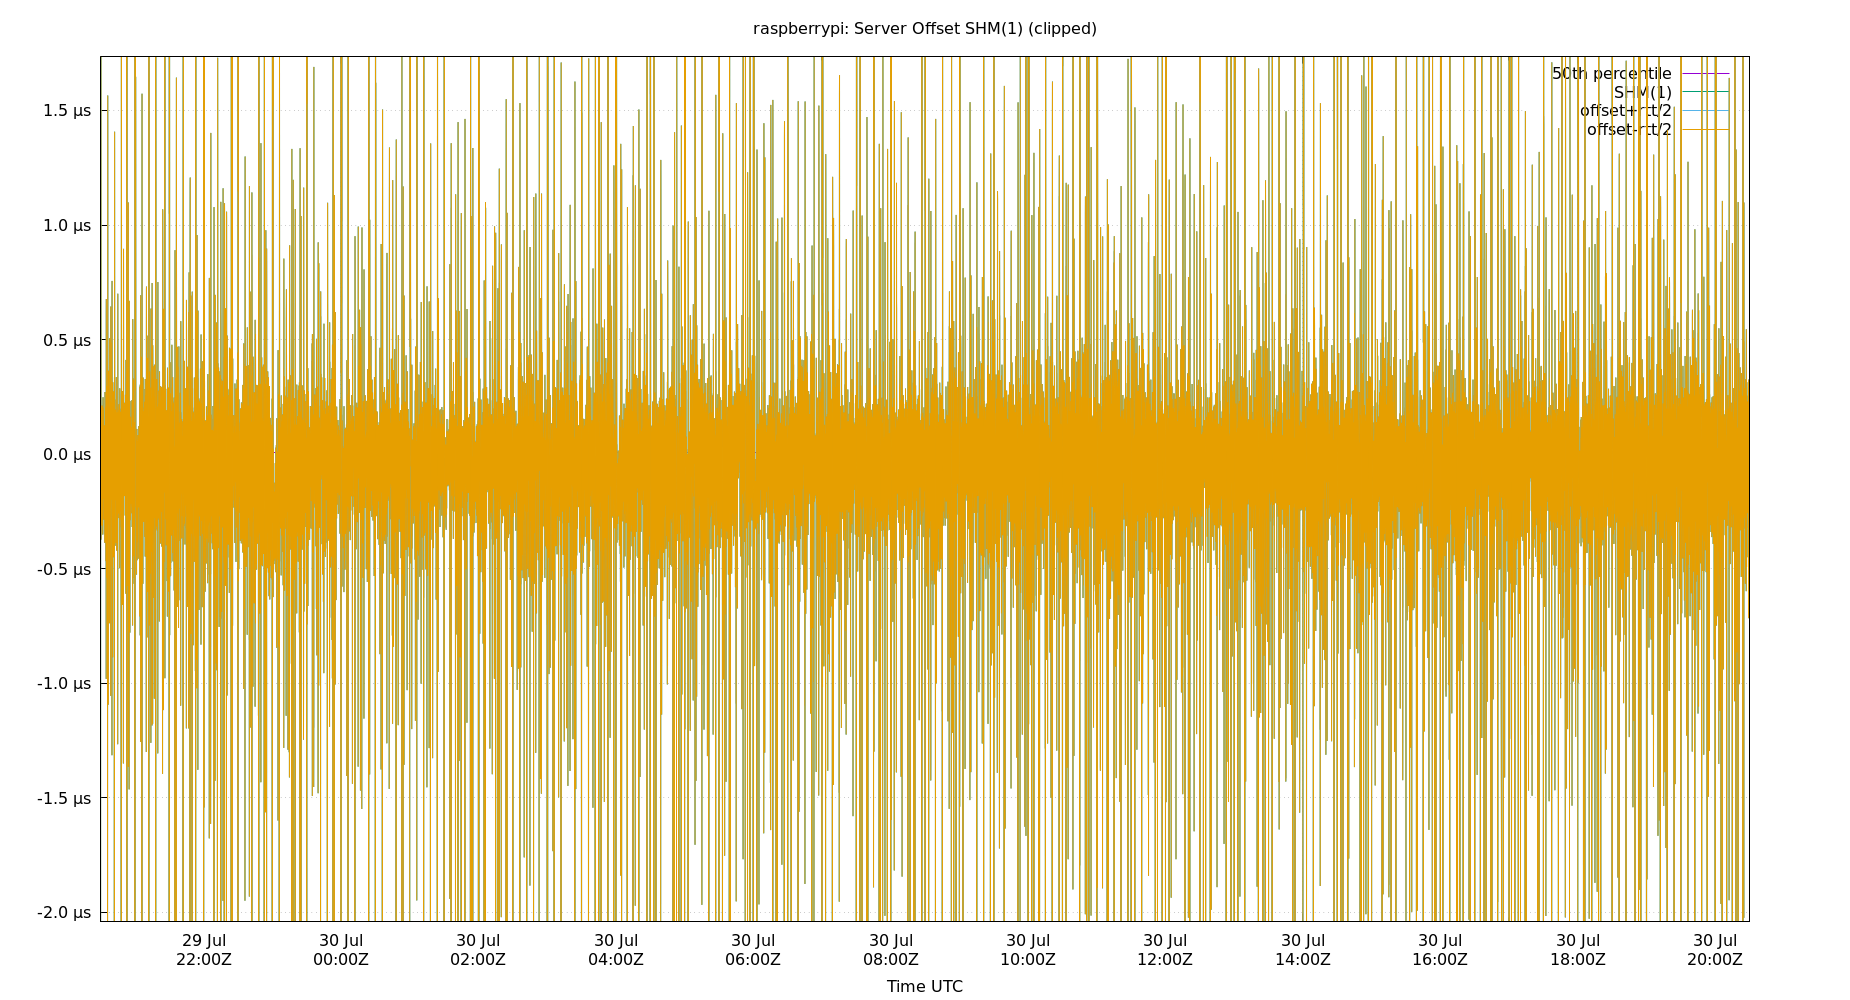 raspberrypi: Server Offset SHM(1) (clipped)
50th percentile
SHM(1)
offset+rtt/2
offset-rtt/2
1.5 µs
1.0 µs
0.5 µs
0.0 µs
-0.5 µs
-1.0 µs
-1.5 µs
-2.0 µs
29 Jul 30 Jul 30 Jul 30 Jul 30 Jul 30 Jul 30 Jul 30 Jul 30 Jul 30 Jul 30 Jul 30 Jul
22:00Z 00:00Z 02:00Z 04:00Z 06:00Z 08:00Z 10:00Z 12:00Z 14:00Z 16:00Z 18:00Z 20:00Z
Time UTC